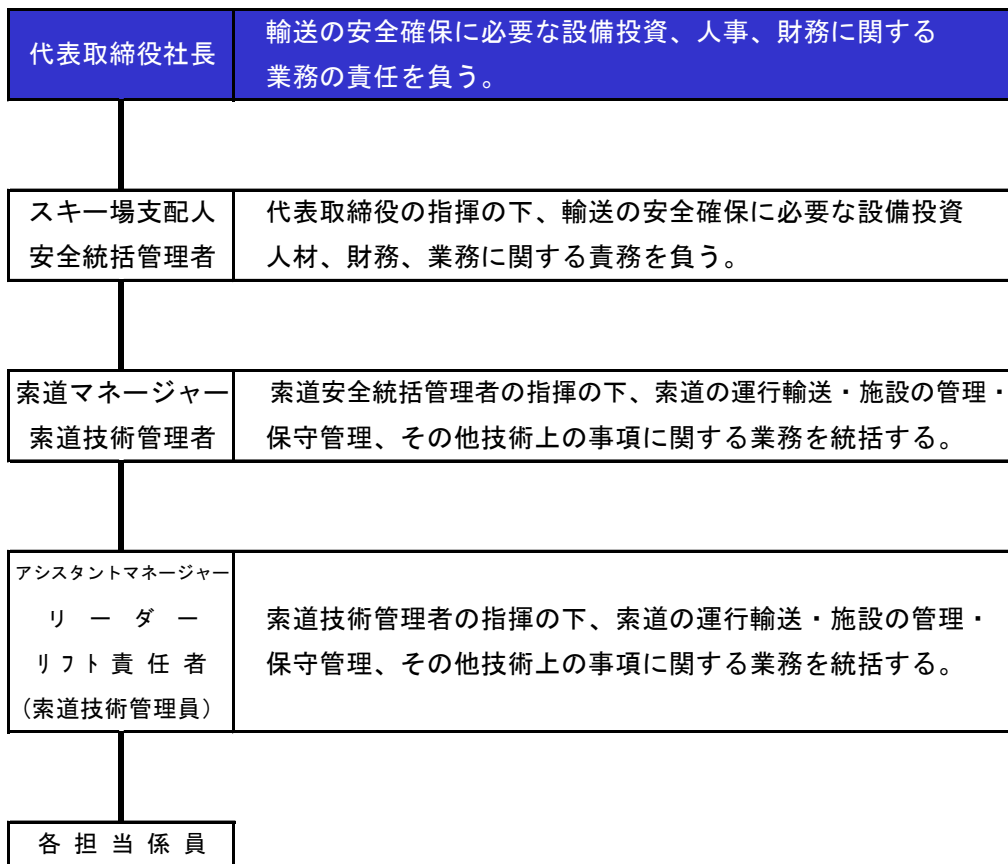 代表取締役社長
輸送の安全確保に必要な設備投資、人事、財務に関する
業務の責任を負う。
スキー場支配人
安全統括管理者
代表取締役の指揮の下、輸送の安全確保に必要な設備投資
人材、財務、業務に関する責務を負う。
索道マネージャー
索道技術管理者
索道安全統括管理者の指揮の下、索道の運行輸送・施設の管理・
保守管理、その他技術上の事項に関する業務を統括する。
アシスタントマネージャー
リーダー
リフト責任者
(索道技術管理員)
索道技術管理者の指揮の下、索道の運行輸送・施設の管理・
保守管理、その他技術上の事項に関する業務を統括する。
各担当係員